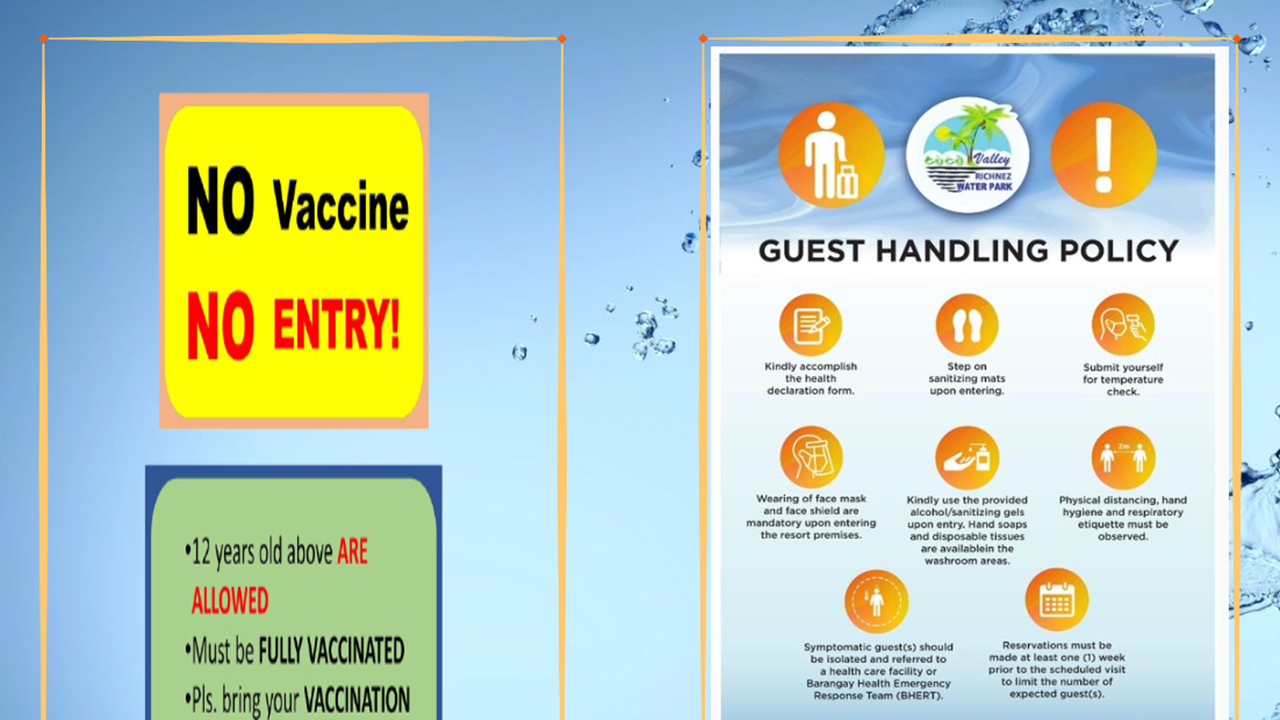 NO Vaccine
NO ENTRY!
•12 years old above ARE
ALLOWED
•Must be FULLY VACCINATED
•Pls. bring your VACCINATION
coco Valley
RICHNEZ
WATER PARK
GUEST HANDLING POLICY
Kindly accomplish
the health
declaration form.
Step on
sanitizing mats
upon entering.
Submit yourself
for temperature
check.
Wearing of face mask
and face shield are
mandatory upon entering
the resort premises.
Kindly use the provided
alcohol/sanitizing gels
upon entry. Hand soaps
and disposable tissues
are availablein the
washroom areas.
2m
Physical distancing, hand
hygiene and respiratory
etiquette must be
observed.
Symptomatic guest(s) should
be isolated and referred to
a health care facility or
Barangay Health Emergency
Response Team (BHERT).
Reservations must be
made at least one (1) week
prior to the scheduled visit
to limit the number of
expected guest(s).